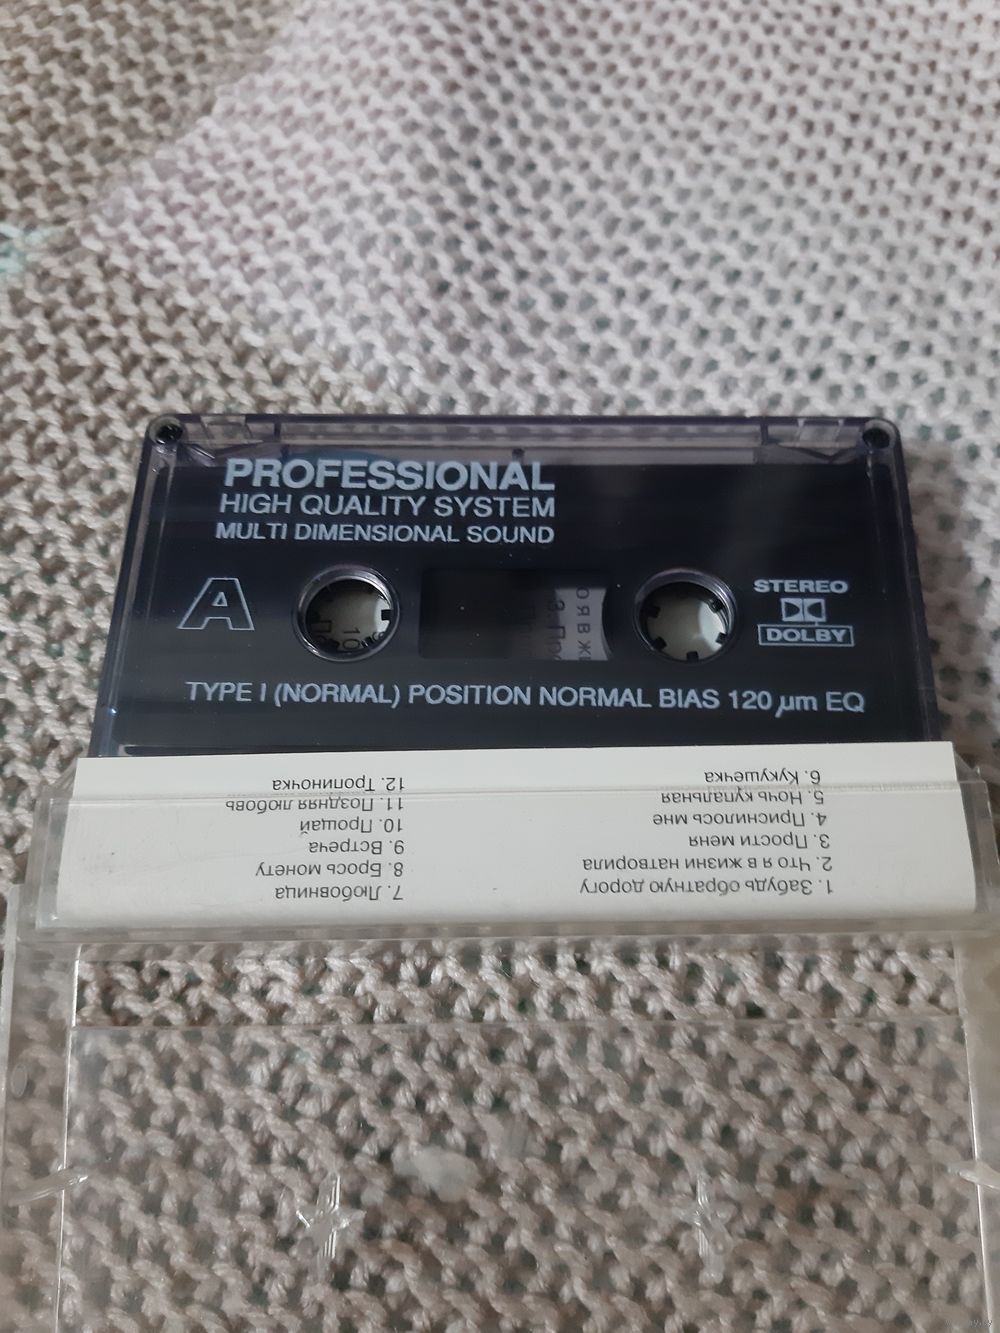 PROFESSIONAL
HIGH QUALITY SYSTEM
MULTI DIMENSIONAL SOUND
A
STEREO
DOLBY
TYPE I (NORMAL) POSITION NORMAL BIAS 120 µm EQ
1. Забудь обратную дорогу
2. Что я в жизни натворила
3. Прости меня
4. Приснилось мне
5. Ночь купальная
6. Кукушечка
7. Любовница
8. Брось монету
9. Встреча
10. Прощай
11. Поздняя любовь
12. Тропиночка